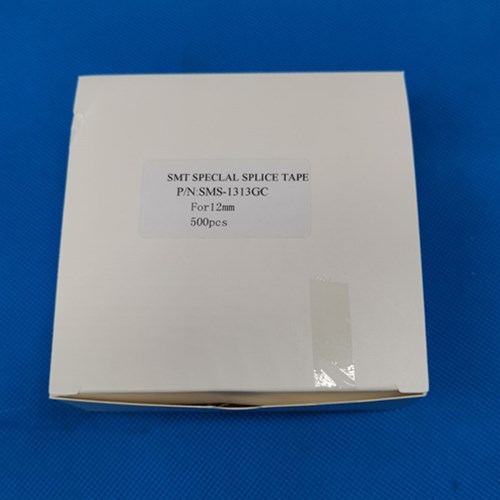 SMT SPECLAL SPLICE TAPE
P/N:SMS-1313GC
For12mm
500pcs